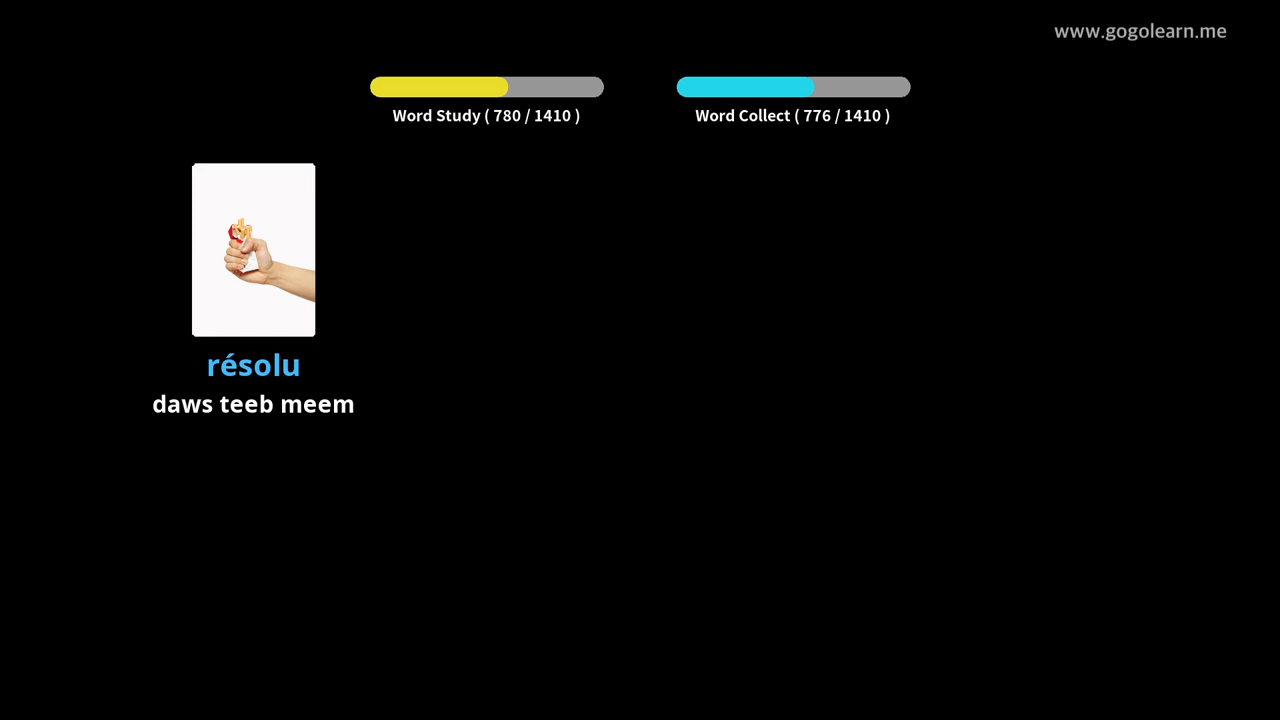 www.gogolearn.me
Word Study ( 780 / 1410 )
Word Collect ( 776 / 1410 )
résolu
daws teeb meem